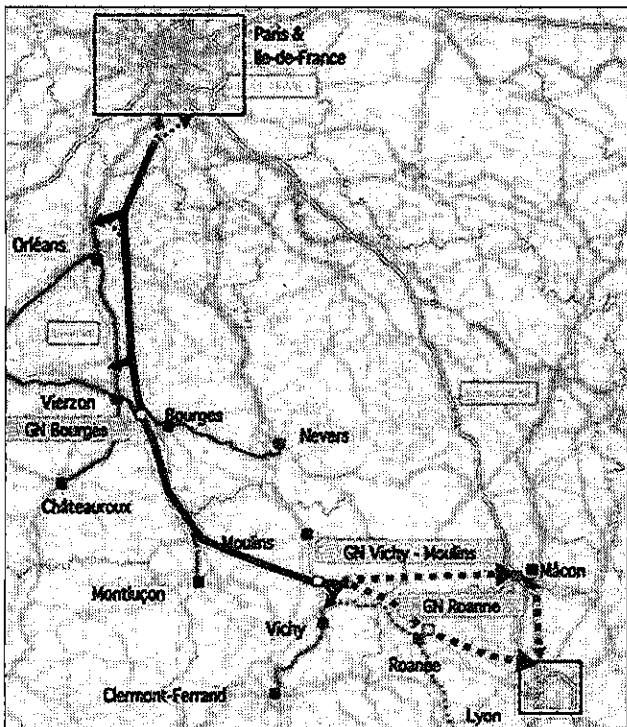 Paris &
Ile-de-France
Orléans
Vierzon
GN Bourges
Bourges
Nevers
Châteauroux
Moulins
GN Vichy - Moulins
Mâcon
Montluçon
GN Roanne
Vichy
Roanne
Clermont-Ferrand
Lyon